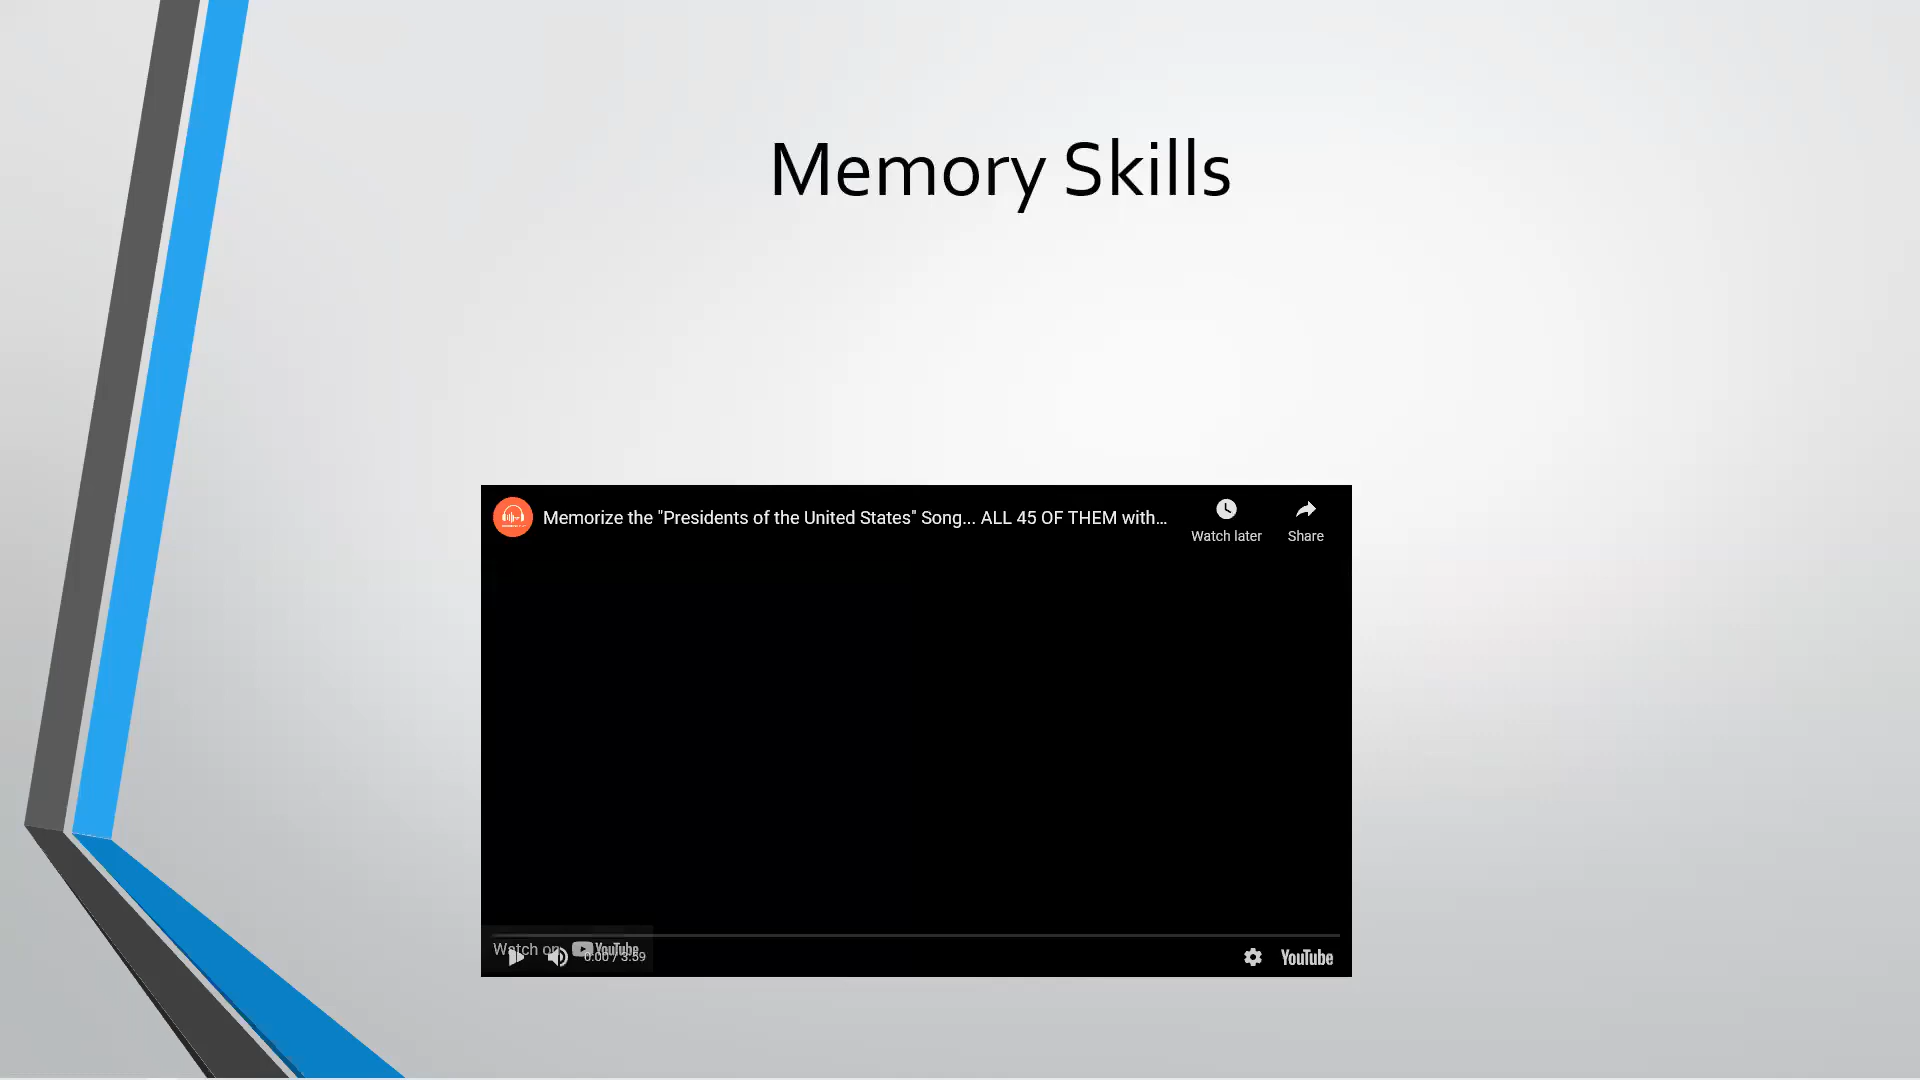 Memory Skills
Memorize the "Presidents of the United States" Song... ALL 45 OF THEM with...
Watch later
Share
Watch on YouTube
0:00 / 3:59
YouTube